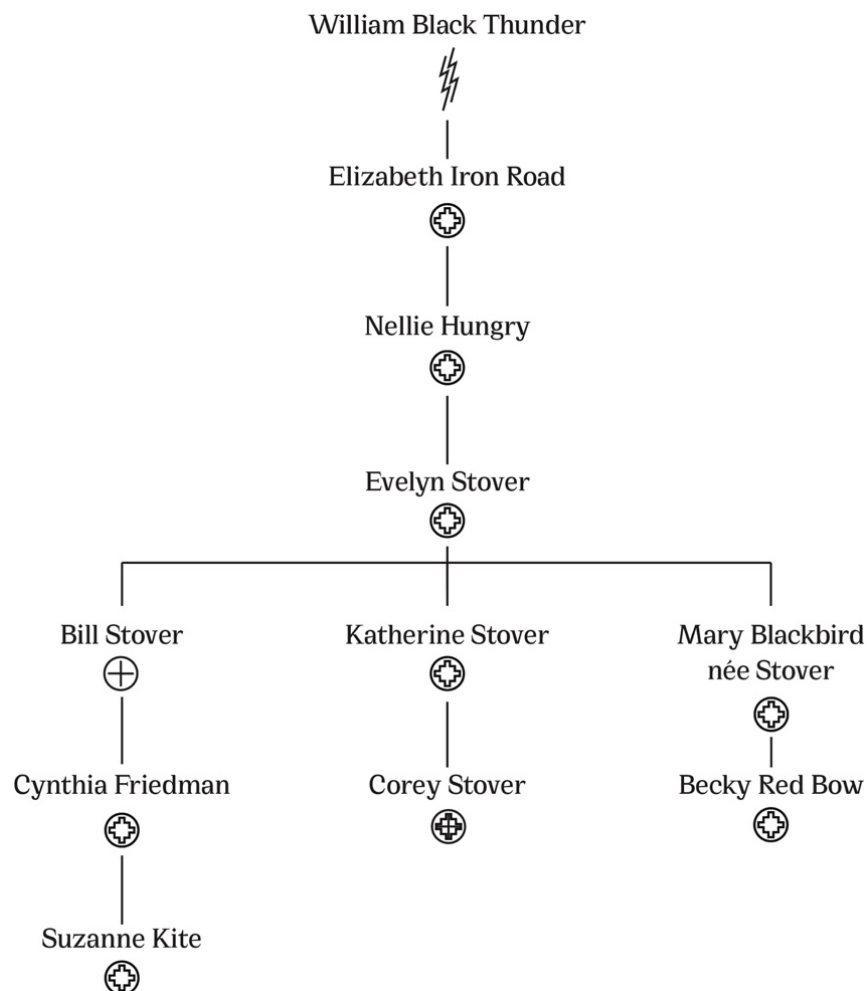 William Black Thunder
Elizabeth Iron Road
Nellie Hungry
Evelyn Stover
Bill Stover
Katherine Stover
Mary Blackbird
née Stover
Cynthia Friedman
Corey Stover
Becky Red Bow
Suzanne Kite